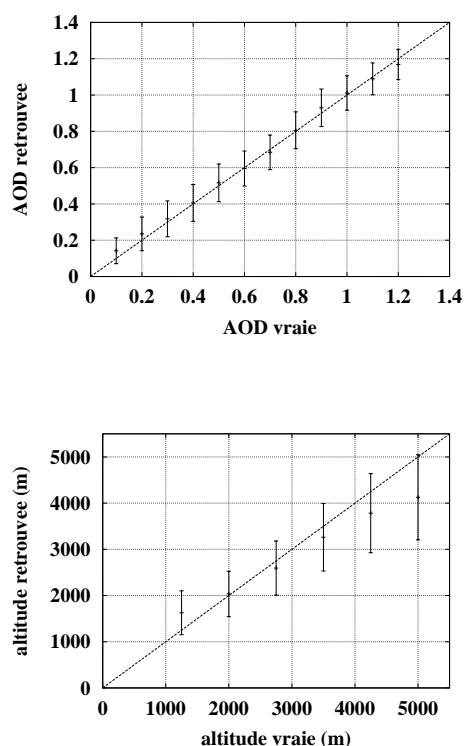 1.4
1.2
1
0.8
0.6
0.4
0.2
0
AOD retrouvee
0 0.2 0.4 0.6 0.8 1 1.2 1.4
AOD vraie
5000
4000
3000
2000
1000
0
altitude retrouvee (m)
0 1000 2000 3000 4000 5000
altitude vraie (m)